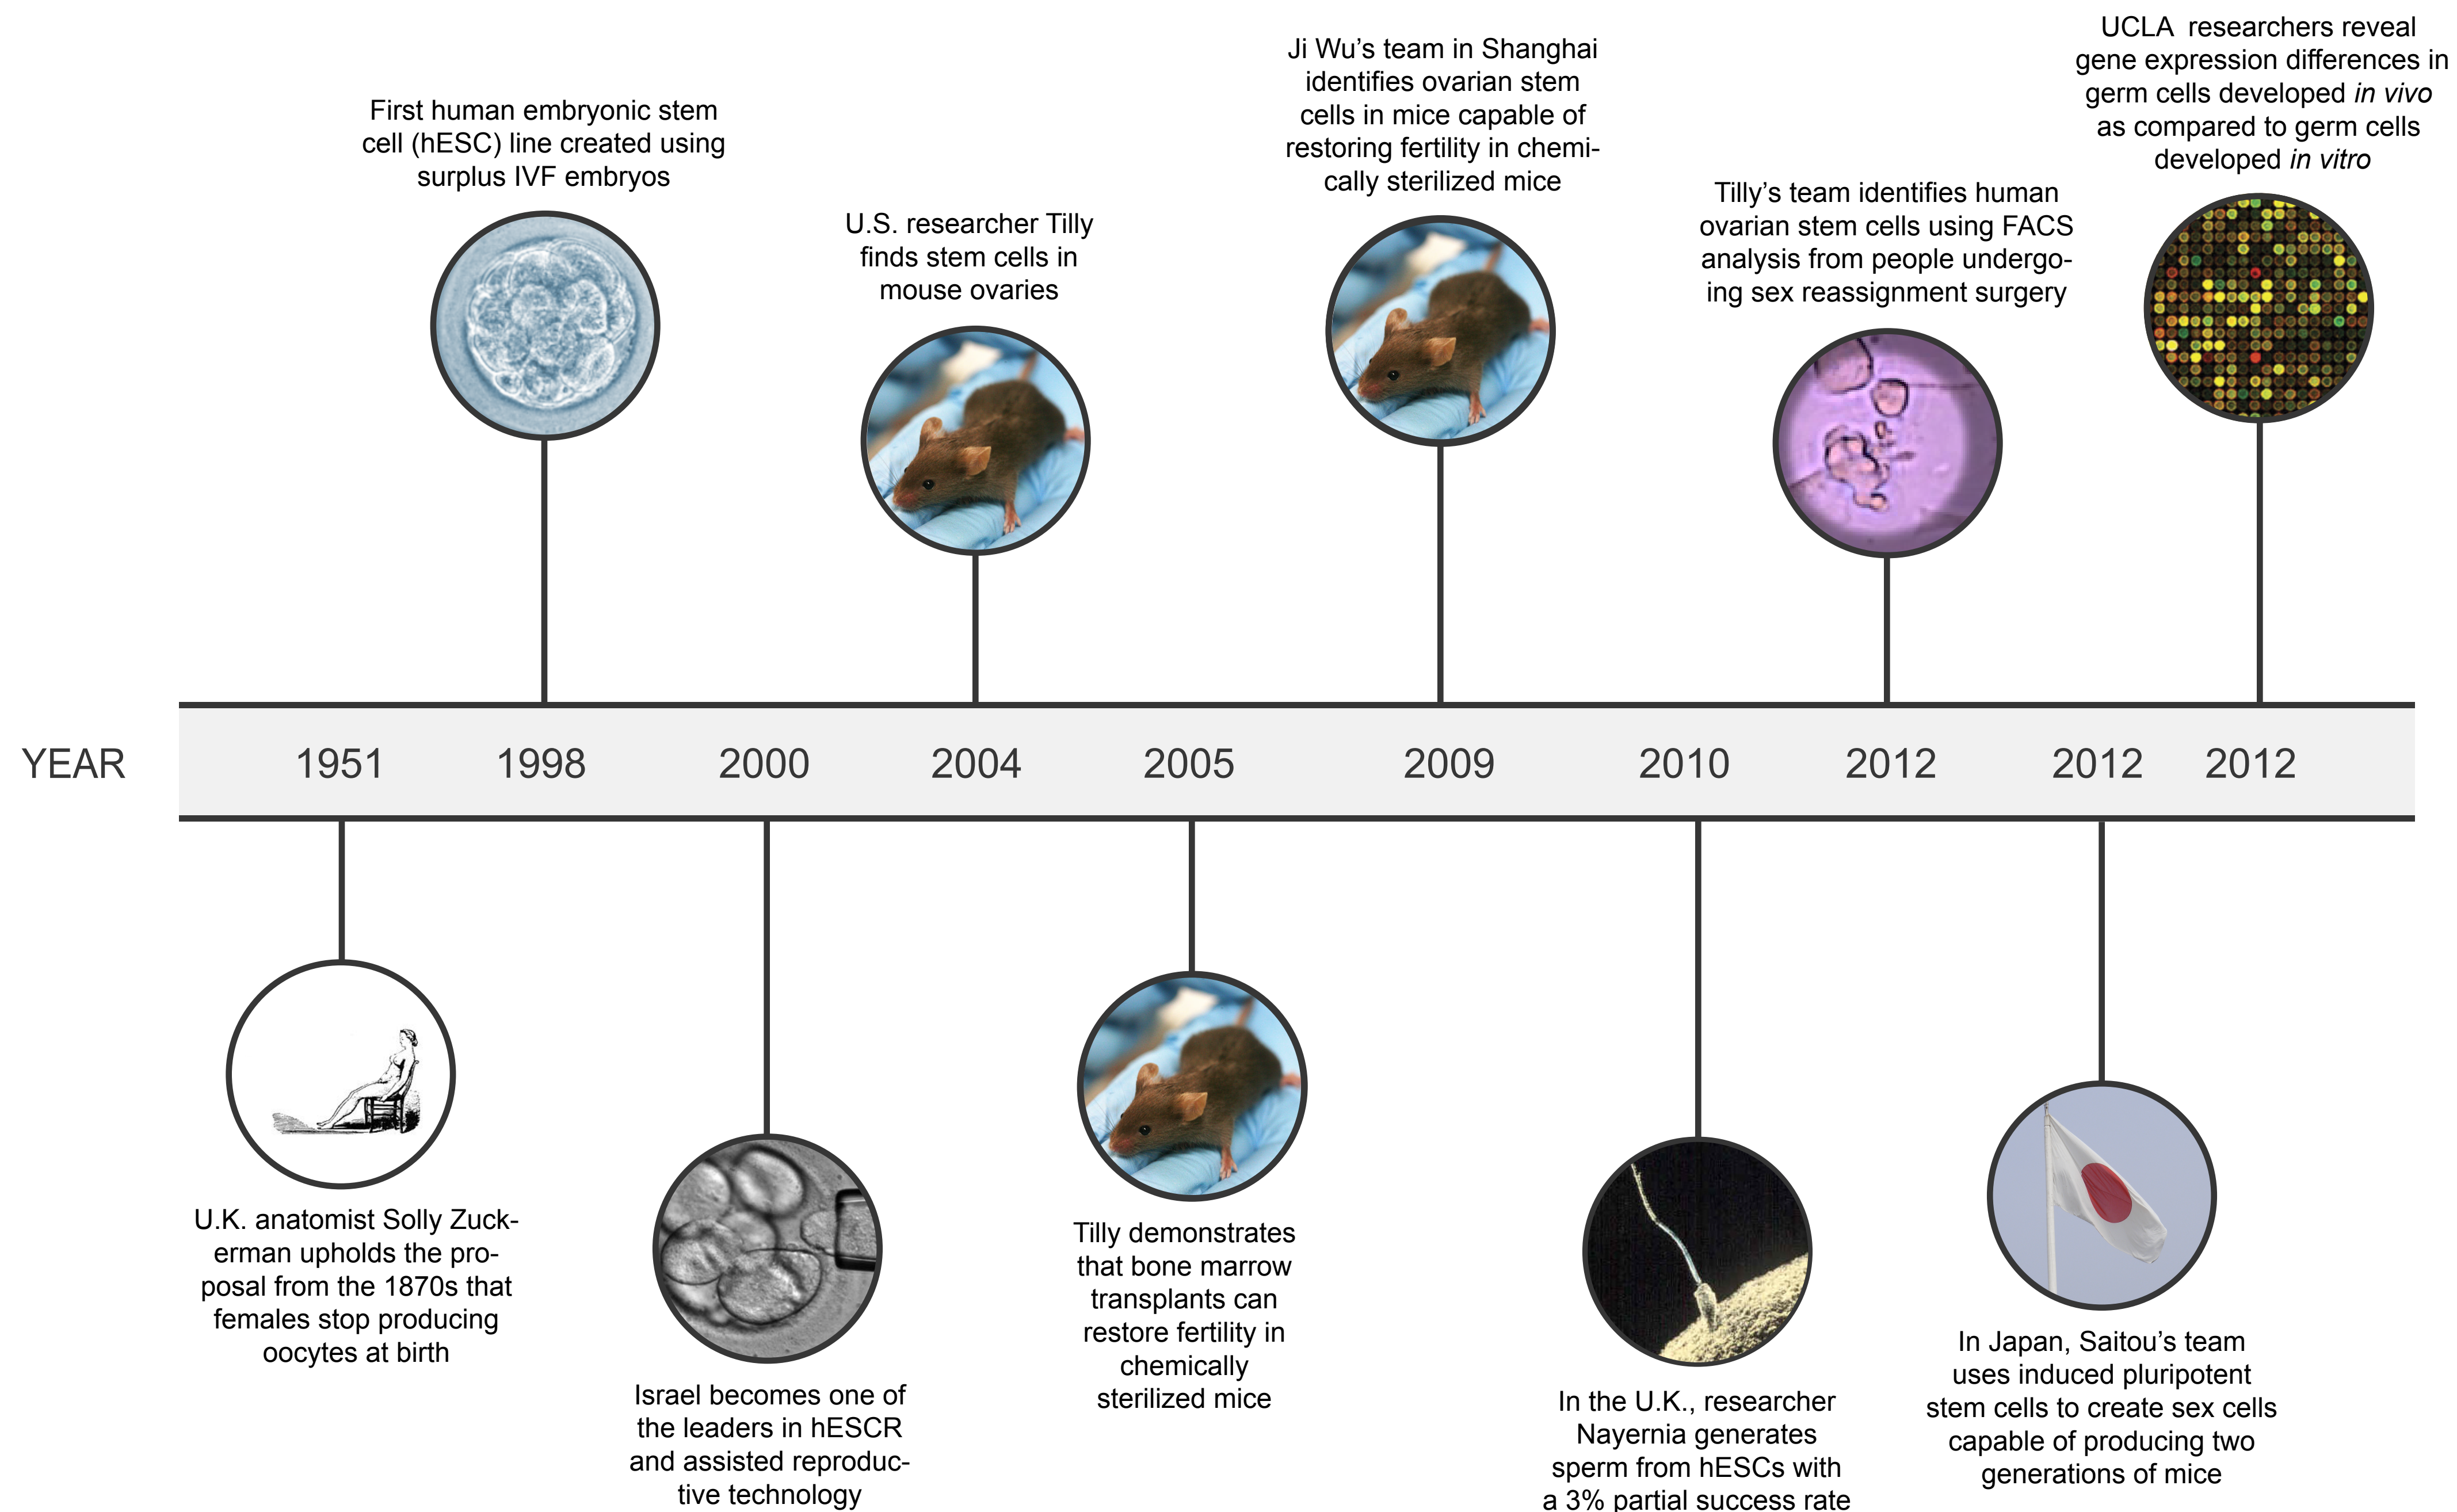 UCLA  researchers reveal
gene expression differences in
germ cells developed in vivo
as compared to germ cells
developed in vitro
Ji Wu’s team in Shanghai
identifies ovarian stem
cells in mice capable of
restoring fertility in chemi-
cally sterilized mice
First human embryonic stem
cell (hESC) line created using
surplus IVF embryos
Tilly’s team identifies human
ovarian stem cells using FACS
analysis from people undergo-
ing sex reassignment surgery
U.S. researcher Tilly
finds stem cells in
mouse ovaries
YEAR 1951 1998 2000 2004 2005 2009 2010 2012 2012 2012
U.K. anatomist Solly Zuck-
erman upholds the pro-
posal from the 1870s that
females stop producing
oocytes at birth
Israel becomes one of
the leaders in hESCR
and assisted reproduc-
tive technology
Tilly demonstrates
that bone marrow
transplants can
restore fertility in
chemically
sterilized mice
In the U.K., researcher
Nayernia generates
sperm from hESCs with
a 3% partial success rate
In Japan, Saitou’s team
uses induced pluripotent
stem cells to create sex cells
capable of producing two
generations of mice